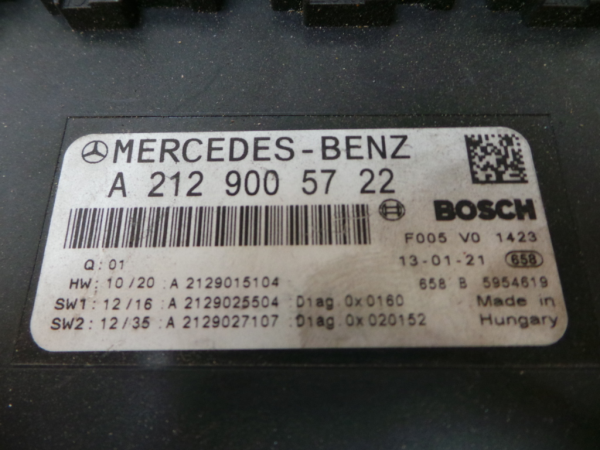 MERCEDES-BENZ
A 212 900 57 22
BOSCH
F005 V0 1423
Q: 01
13-01-21 658
HW: 10/20 :A 2129015104
658 B 5954619
SW1: 12/16 :A 2129025504 :Diag:0x0160
Made in
SW2: 12/35 :A 2129027107 :Diag:0x020152
Hungary